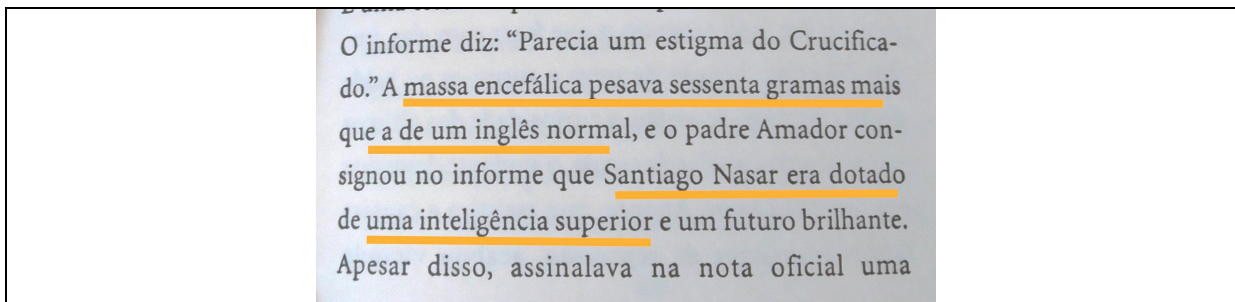 O informe diz: “Parecia um estigma do Crucifica-
do.” A massa encefálica pesava sessenta gramas mais
que a de um inglês normal, e o padre Amador con-
signou no informe que Santiago Nasar era dotado
de uma inteligência superior e um futuro brilhante.
Apesar disso, assinalava na nota oficial uma